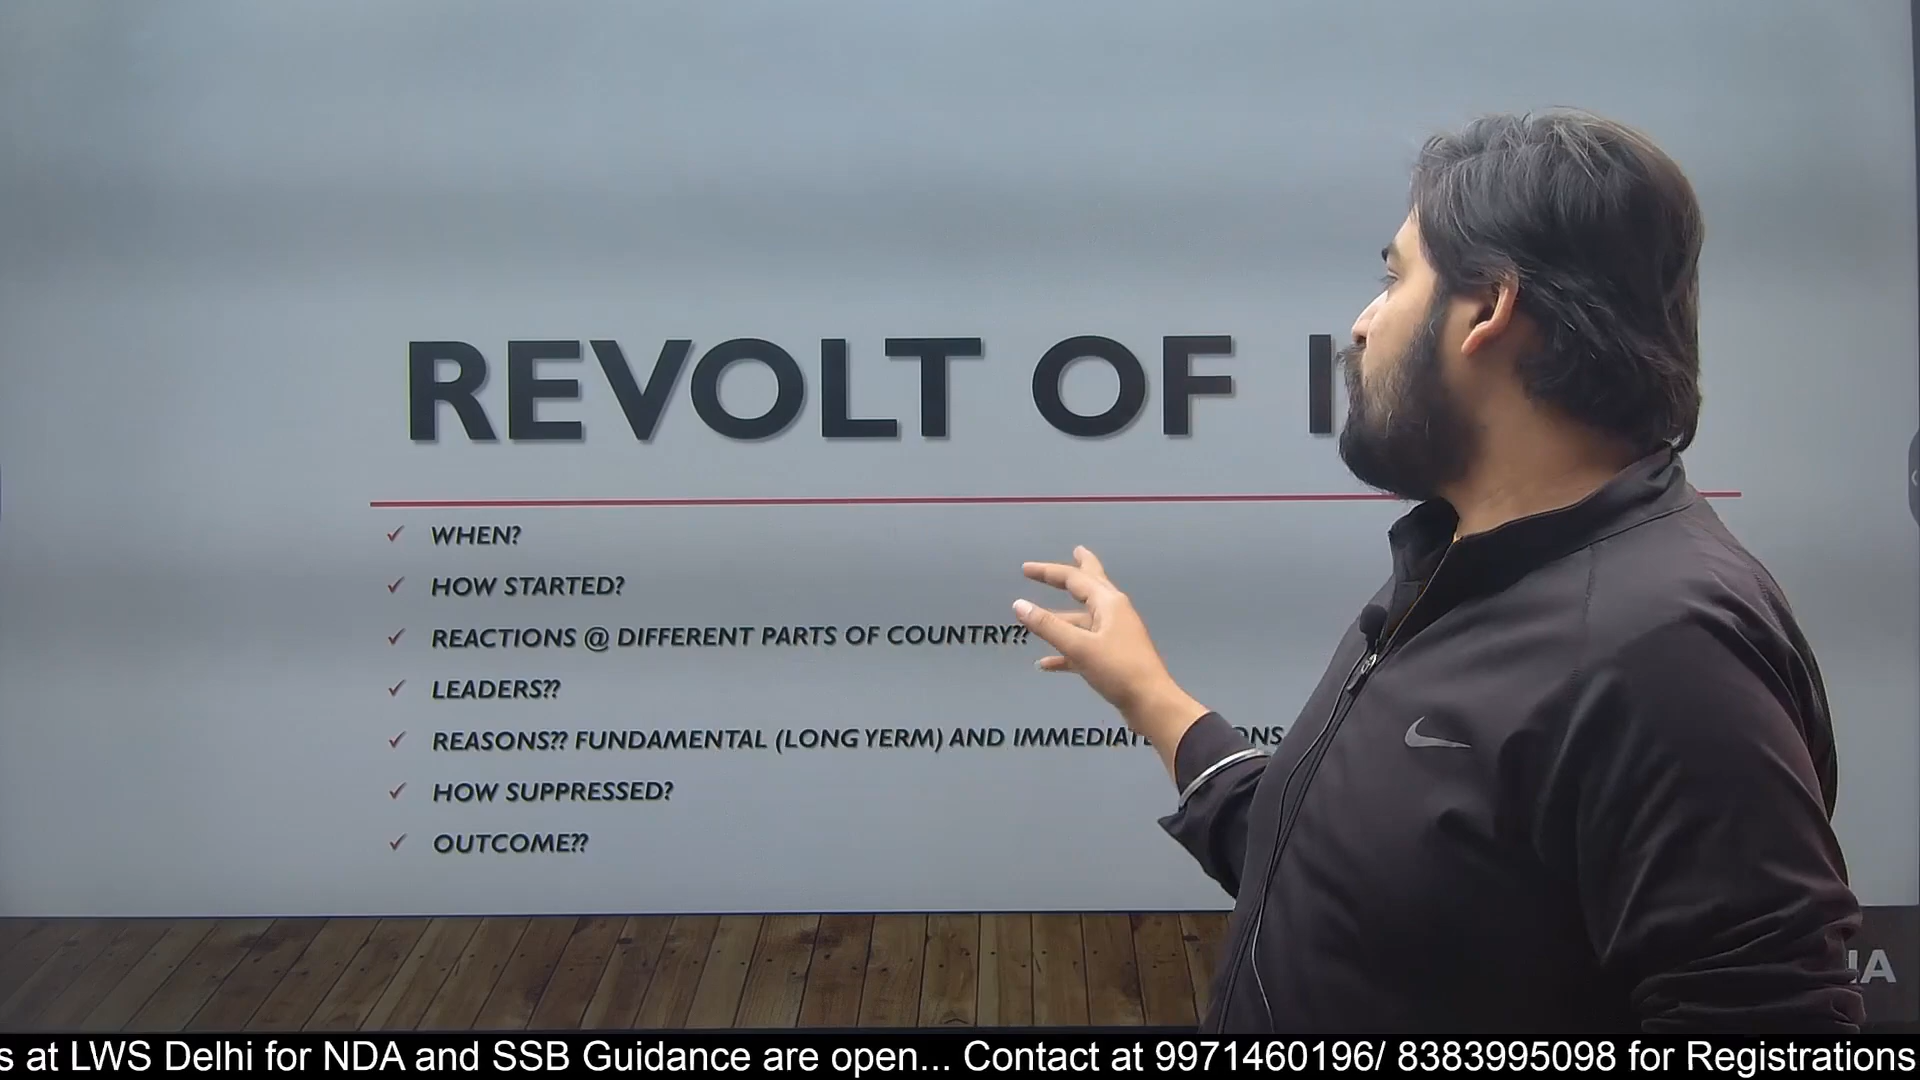 REVOLT OF
✓ WHEN?
✓ HOW STARTED?
✓ REACTIONS @ DIFFERENT PARTS OF COUNTRY??
✓ LEADERS??
✓ REASONS?? FUNDAMENTAL (LONG YERM) AND
✓ HOW SUPPRESSED?
✓ OUTCOME??
s at LWS Delhi for NDA and SSB Guidance are open... Contact at 9971460196/ 8383995098 for Registrations